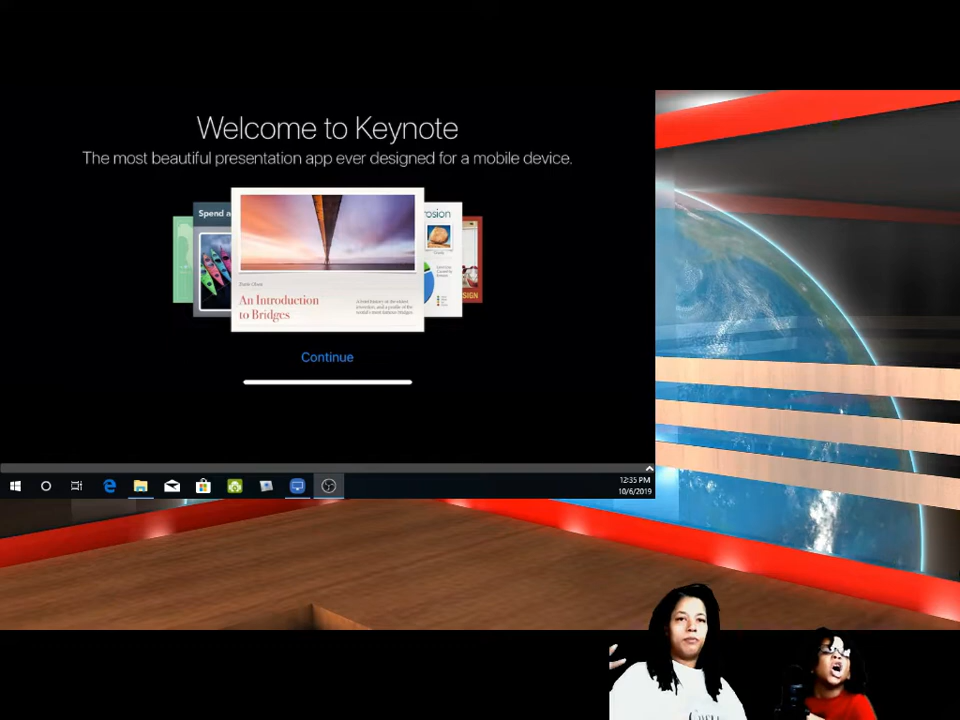 Welcome to Keynote
The most beautiful presentation app ever designed for a mobile device.
Spend a
rosion
An Introduction
to Bridges
SIGN
Continue
12:35 PM
10/6/2019